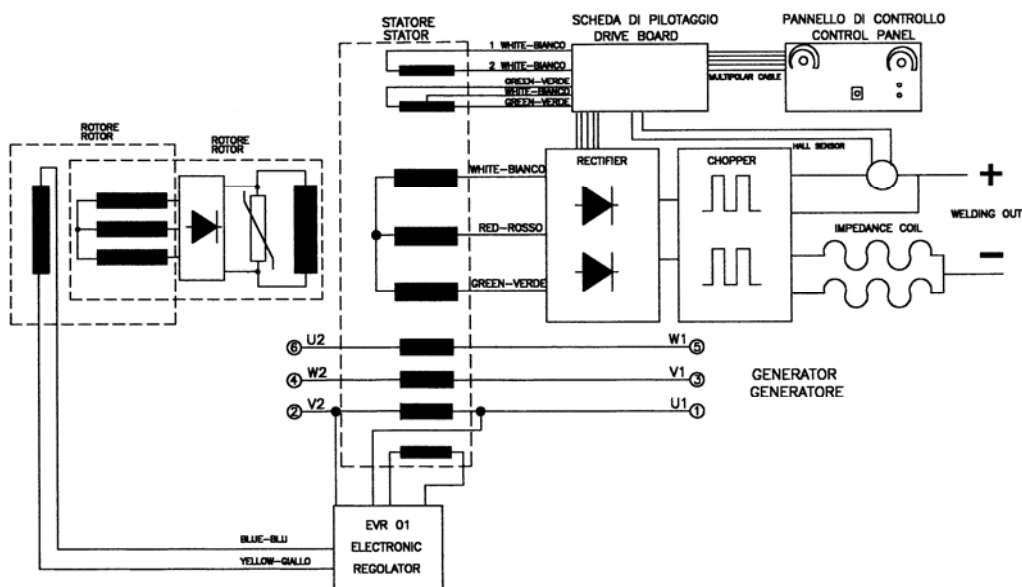 STATORE
STATOR
SCHEDA DI PILOTAGGIO
DRIVE BOARD
PANNELLO DI CONTROLLO
CONTROL PANEL
1 WHITE-BIANCO
2 WHITE-BIANCO
GREEN-VERDE
WHITE-BIANCO
GREEN-VERDE
MULTIPOLAR CABLE
ROTORE
ROTOR
ROTORE
ROTOR
HALL SENSOR
WHITE-BIANCO
RECTIFIER
CHOPPER
+
WELDING OUT
RED-ROSSO
IMPEDANCE COIL
−
GREEN-VERDE
6 U2
W1 5
4 W2
V1 3
2 V2
U1 1
GENERATOR
GENERATORE
EVR 01
ELECTRONIC
REGOLATOR
BLUE-BLU
YELLOW-GIALLO